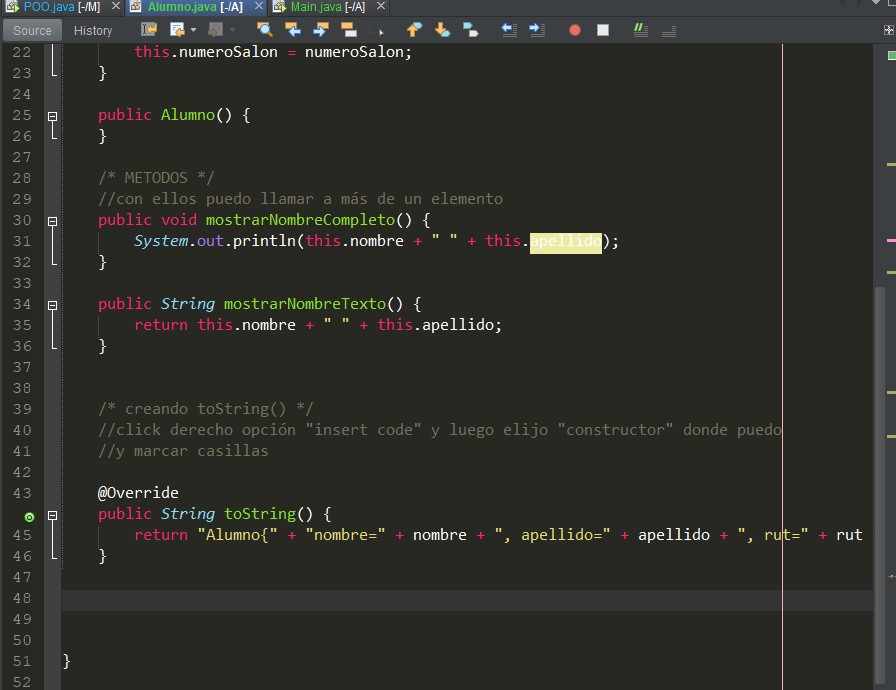 POO.java [-/M] Alumno.java [-/A] Main.java [-/A]
Source History
22 this.numeroSalon = numeroSalon;
23 }
24
25 public Alumno() {
26 }
27
28 /* METODOS */
29 //con ellos puedo llamar a más de un elemento
30 public void mostrarNombreCompleto() {
31 System.out.println(this.nombre + " " + this.apellido);
32 }
33
34 public String mostrarNombreTexto() {
35 return this.nombre + " " + this.apellido;
36 }
37
38
39 /* creando toString() */
40 //click derecho opción "insert code" y luego elijo "constructor" donde puedo
41 //y marcar casillas
42
43 @Override
public String toString() {
45 return "Alumno{" + "nombre=" + nombre + ", apellido=" + apellido + ", rut=" + rut
46 }
47
48
49
50
51 }
52